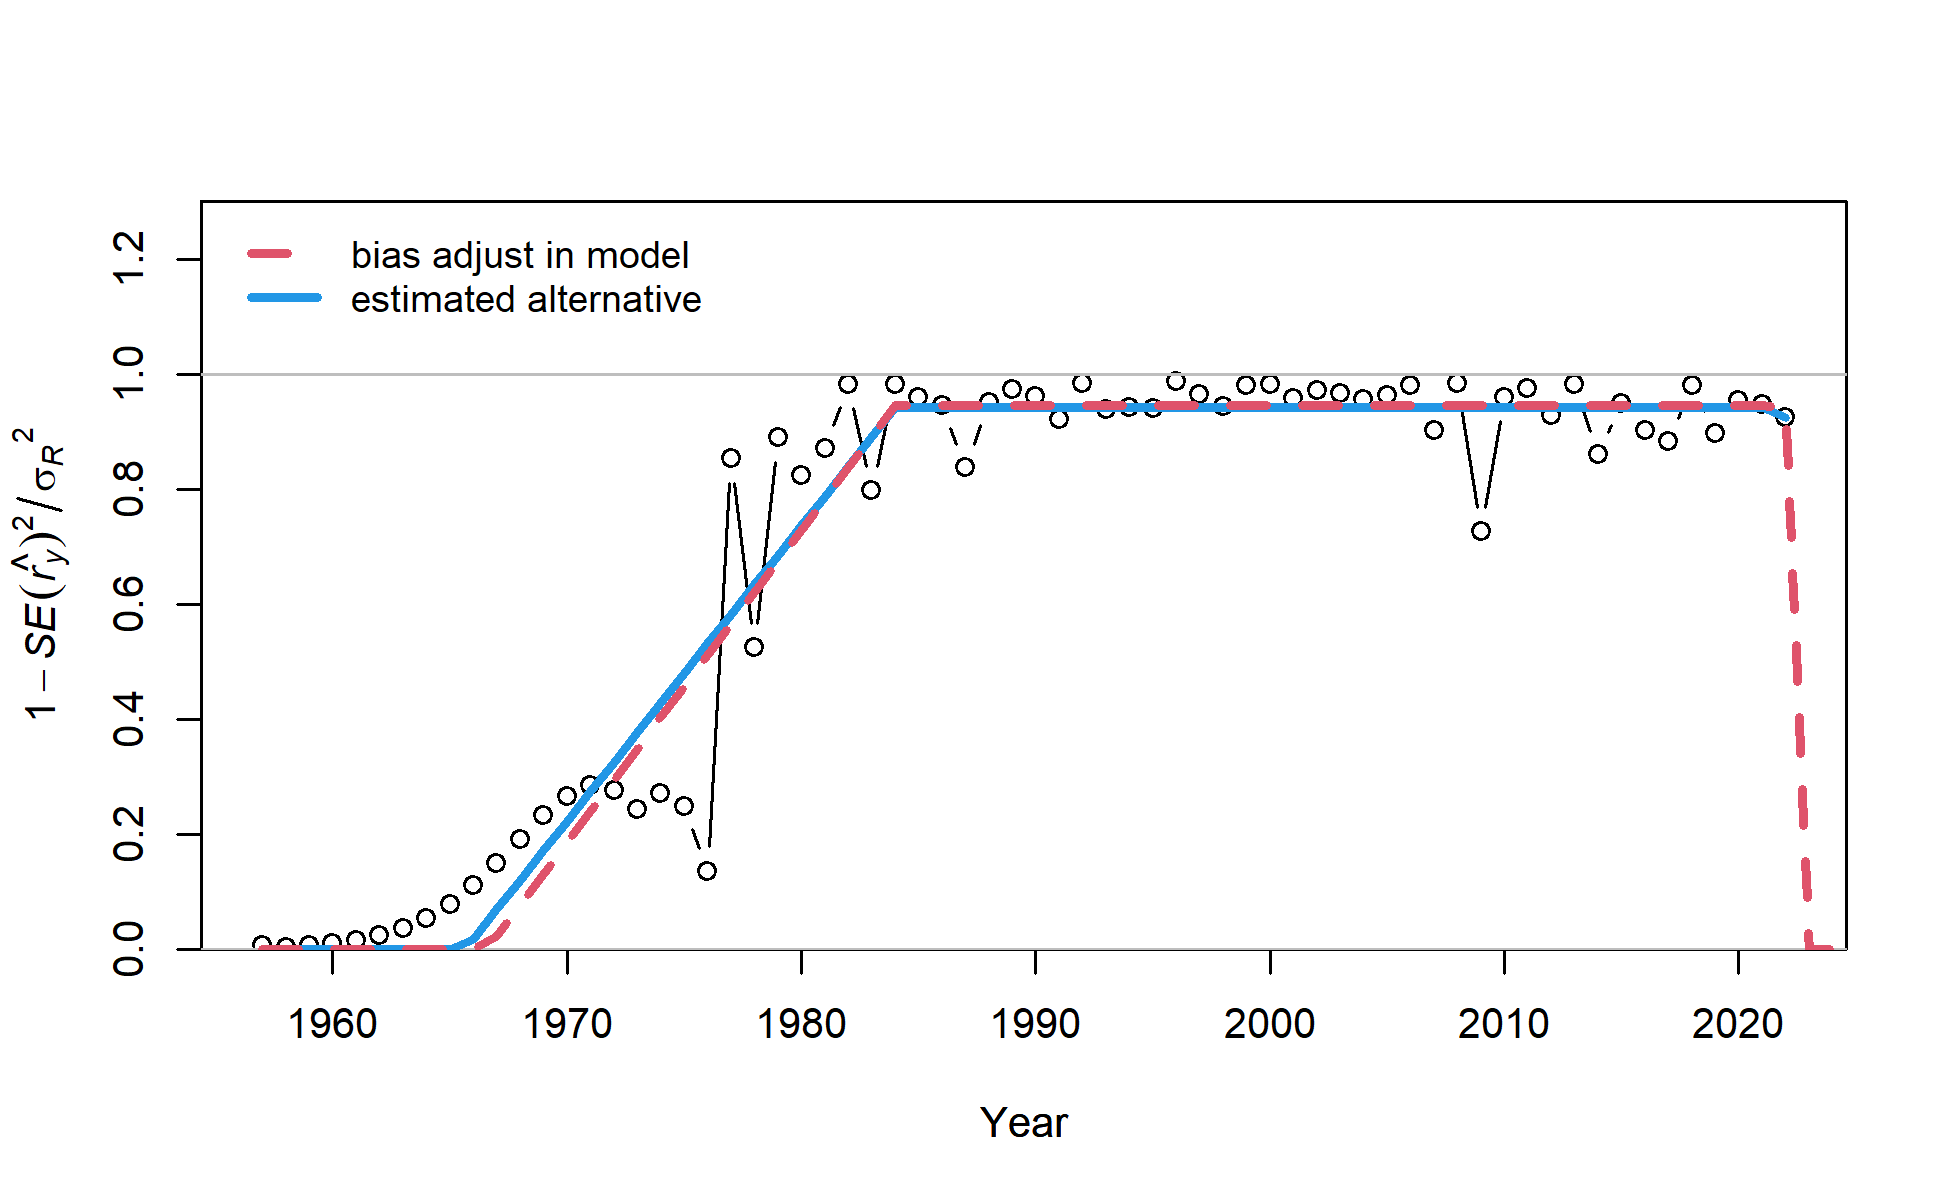 bias adjust in model
estimated alternative
1 − SE(r̂y)²/σR²
0.0
0.2
0.4
0.6
0.8
1.0
1.2
1960 1970 1980 1990 2000 2010 2020
Year